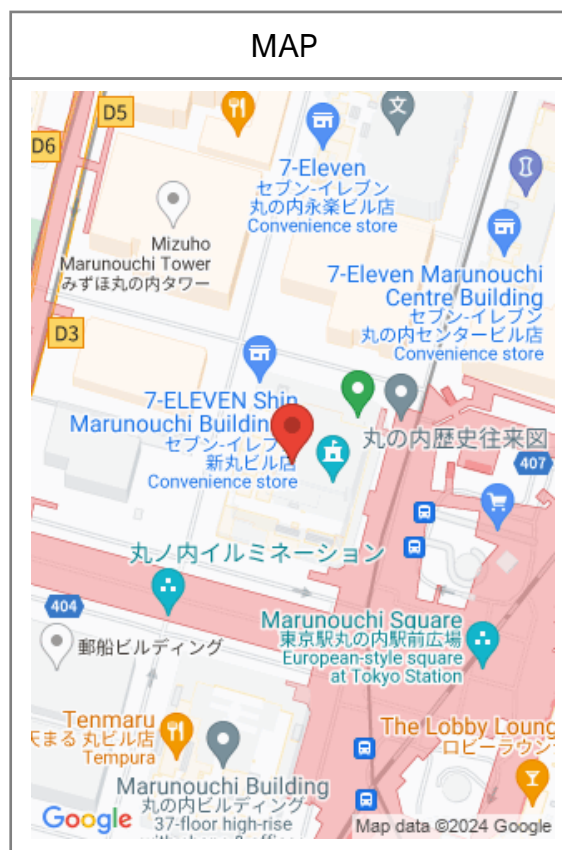 MAP
D5
D6
7-Eleven
セブン-イレブン
丸の内永楽ビル店
Convenience store
文
Mizuho
Marunouchi Tower
みずほ丸の内タワー
7-Eleven Marunouchi
Centre Building
セブン-イレブン
丸の内センタービル店
Convenience store
D3
7-ELEVEN Shin
Marunouchi Building
セブン-イレブン
新丸ビル店
Convenience store
丸の内歴史往来図
407
丸ノ内イルミネーション
404
Marunouchi Square
東京駅丸の内駅前広場
European-style square
at Tokyo Station
郵船ビルディング
Tenmaru
天まる 丸ビル店
Tempura
The Lobby Loung
ロビーラウン
Marunouchi Building
丸の内ビルディング
37-floor high-rise
Google
Map data ©2024 Google